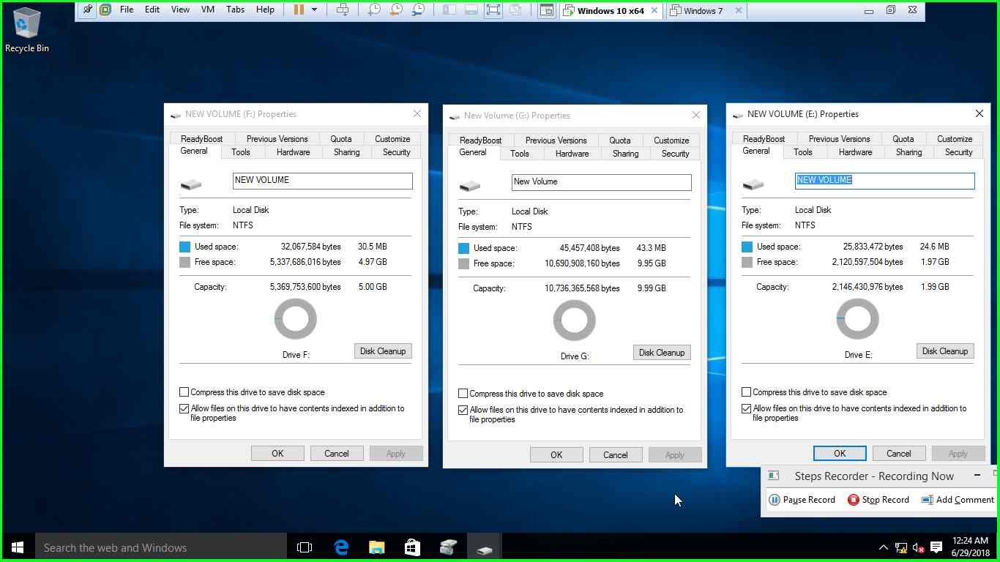 File Edit View VM Tabs Help
Windows 10 x64
Windows 7
Recycle Bin
NEW VOLUME (F:) Properties
ReadyBoost Previous Versions Quota Customize
General Tools Hardware Sharing Security
NEW VOLUME
Type: Local Disk
File system: NTFS
Used space: 32,067,584 bytes 30.5 MB
Free space: 5,337,686,016 bytes 4.97 GB
Capacity: 5,369,753,600 bytes 5.00 GB
Drive F:
Disk Cleanup
Compress this drive to save disk space
Allow files on this drive to have contents indexed in addition to
file properties
OK Cancel Apply
New Volume (G:) Properties
ReadyBoost Previous Versions Quota Customize
General Tools Hardware Sharing Security
New Volume
Type: Local Disk
File system: NTFS
Used space: 45,457,408 bytes 43.3 MB
Free space: 10,690,908,160 bytes 9.95 GB
Capacity: 10,736,365,568 bytes 9.99 GB
Drive G:
Disk Cleanup
Compress this drive to save disk space
Allow files on this drive to have contents indexed in addition to
file properties
OK Cancel Apply
NEW VOLUME (E:) Properties
ReadyBoost Previous Versions Quota Customize
General Tools Hardware Sharing Security
NEW VOLUME
Type: Local Disk
File system: NTFS
Used space: 25,833,472 bytes 24.6 MB
Free space: 2,120,597,504 bytes 1.97 GB
Capacity: 2,146,430,976 bytes 1.99 GB
Drive E:
Disk Cleanup
Compress this drive to save disk space
Allow files on this drive to have contents indexed in addition to
file properties
OK Cancel Apply
Steps Recorder - Recording Now
Pause Record Stop Record Add Comment
Search the web and Windows
12:24 AM
6/29/2018